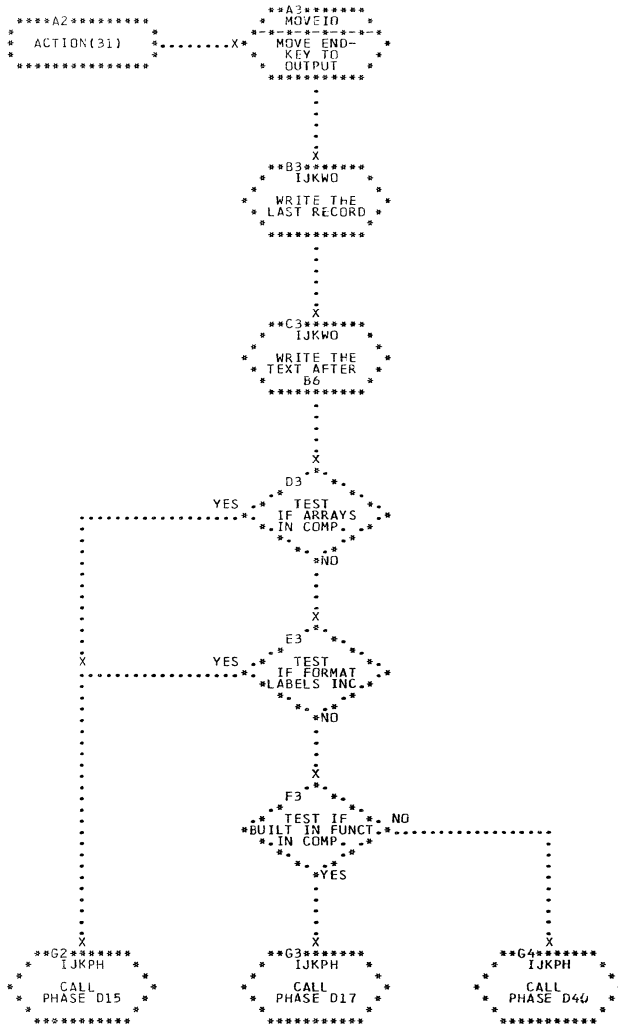 A2
ACTION(31)
A3
MOVEIO
MOVE END-
KEY TO
OUTPUT
B3
IJKWO
WRITE THE
LAST RECORD
C3
IJKWO
WRITE THE
TEXT AFTER
B6
D3
YES
TEST
IF ARRAYS
IN COMP.
NO
E3
YES
TEST
IF FORMAT
LABELS INC.
NO
F3
TEST IF
BUILT IN FUNCT.
IN COMP.
NO
YES
G2
IJKPH
CALL
PHASE D15
G3
IJKPH
CALL
PHASE D17
G4
IJKPH
CALL
PHASE D40